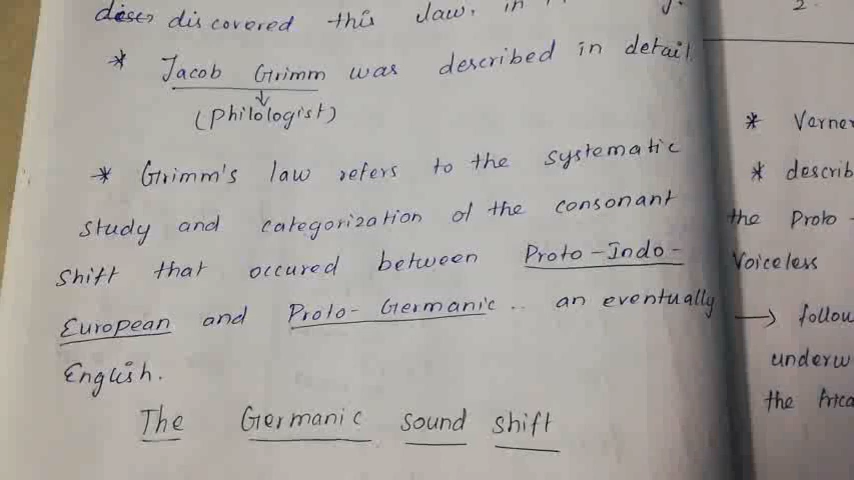 discovered this law. in
* Jacob Grimm was described in detail.
(Philologist)
* Grimm's law refers to the systematic
study and categorization of the consonant
shift that occured between Proto-Indo-
European and Proto-Germanic.. an eventually
English.
The Germanic sound shift
2.
* Verner
* describ
the Proto-
Voiceless
→ follow
underw
the frica